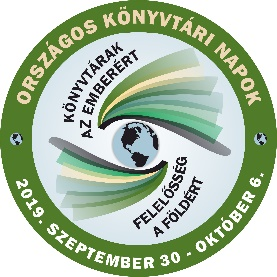 ORSZÁGOS KÖNYVTÁRI NAPOK
KÖNYVTÁRAK
AZ EMBERÉRT
FELELŐSSÉG
A FÖLDÉRT
2019. SZEPTEMBER 30 - OKTÓBER 6.